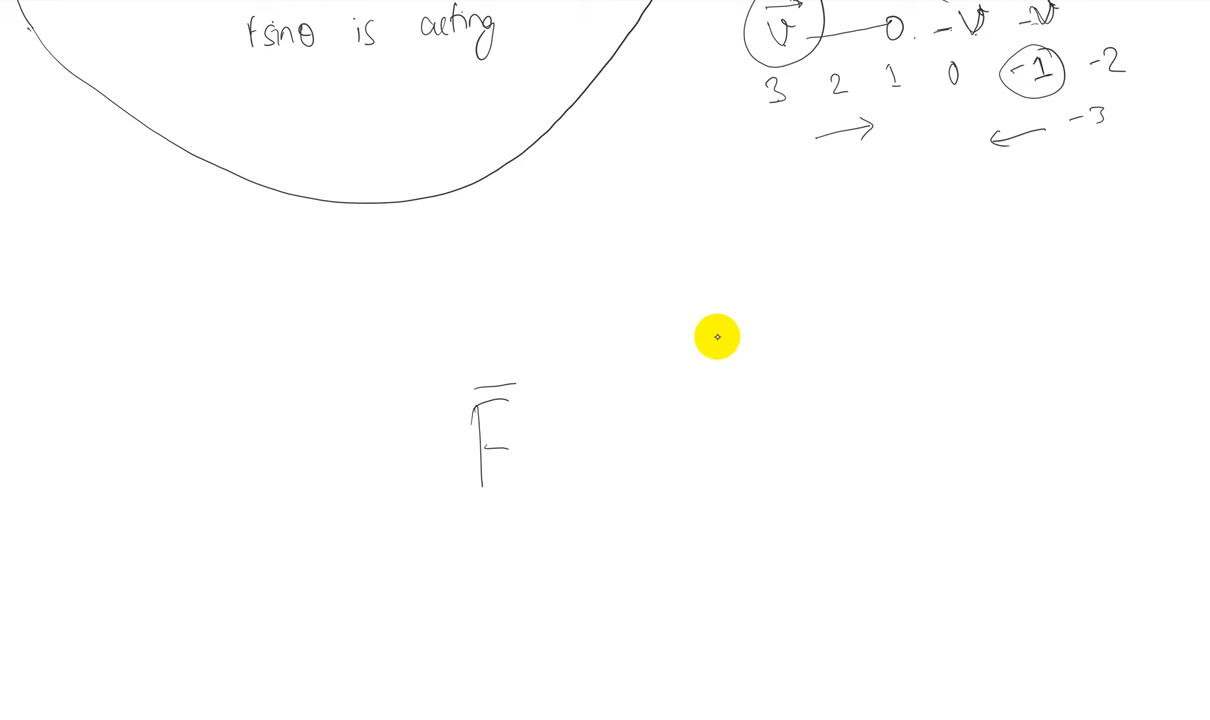 Fsinθ is acting
v⃗ 0. -v -v
3 2 1 0 -1 -2
-3
F̅